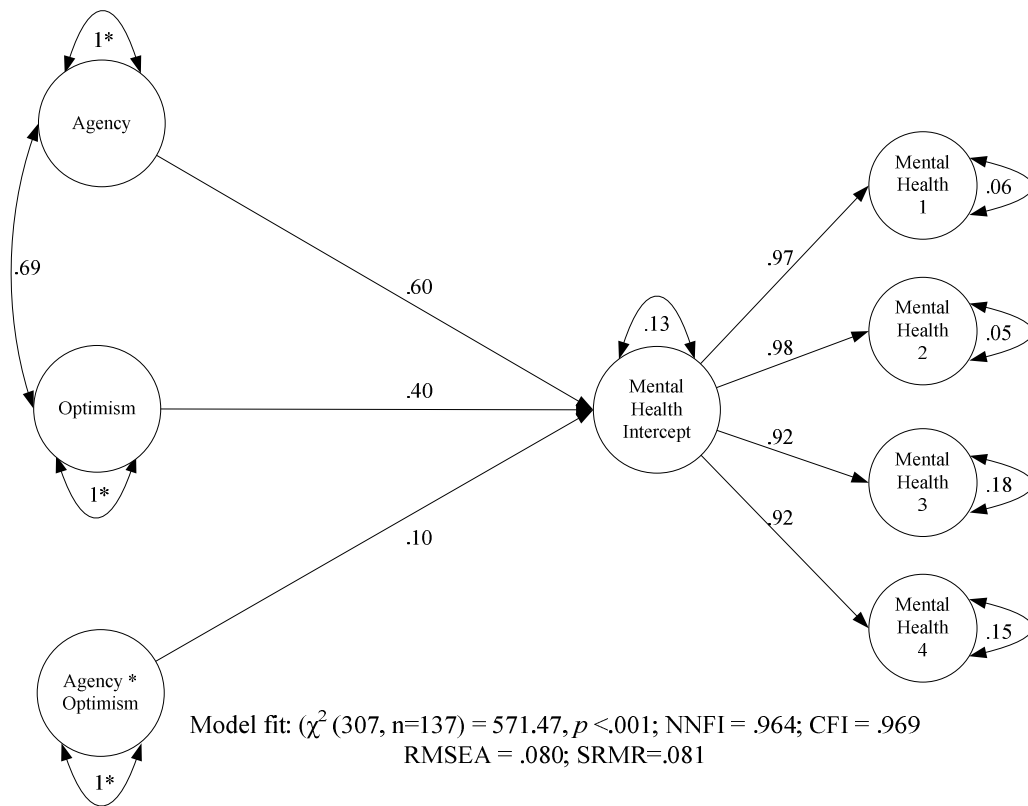 1*
Agency
.69
.60
Optimism
1*
.40
.10
Agency *
Optimism
1*
.13
Mental
Health
Intercept
.97
.98
.92
.92
Mental
Health
1
.06
Mental
Health
2
.05
Mental
Health
3
.18
Mental
Health
4
.15
Model fit: (χ² (307, n=137) = 571.47, p <.001; NNFI = .964; CFI = .969
RMSEA = .080; SRMR=.081